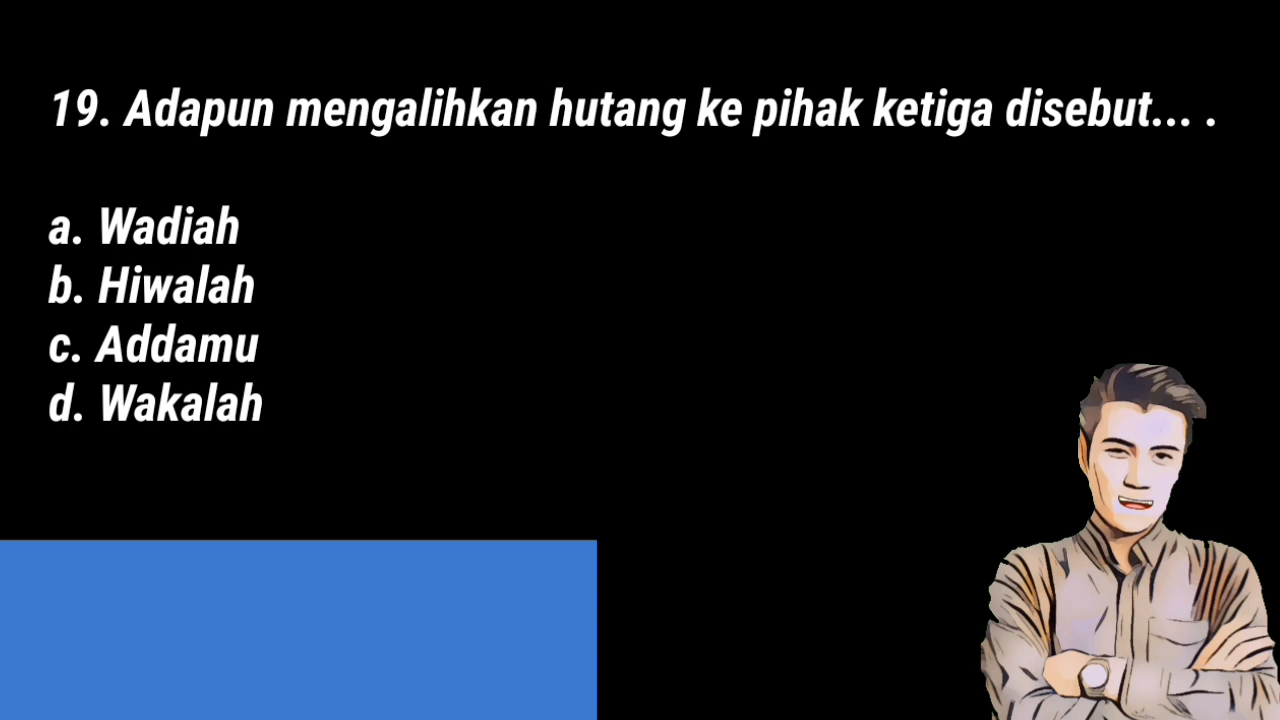 19. Adapun mengalihkan hutang ke pihak ketiga disebut... .
a. Wadiah
b. Hiwalah
c. Addamu
d. Wakalah